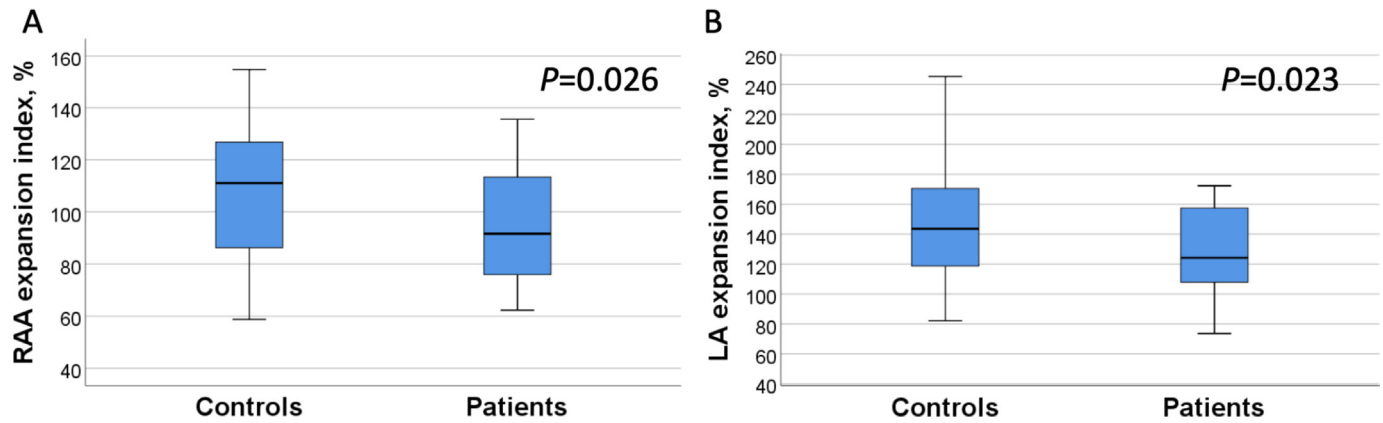 A
RAA expansion index, %
160
140
120
100
80
60
40
P=0.026
Controls
Patients
B
LA expansion index, %
260
240
220
200
180
160
140
120
100
80
60
40
P=0.023
Controls
Patients